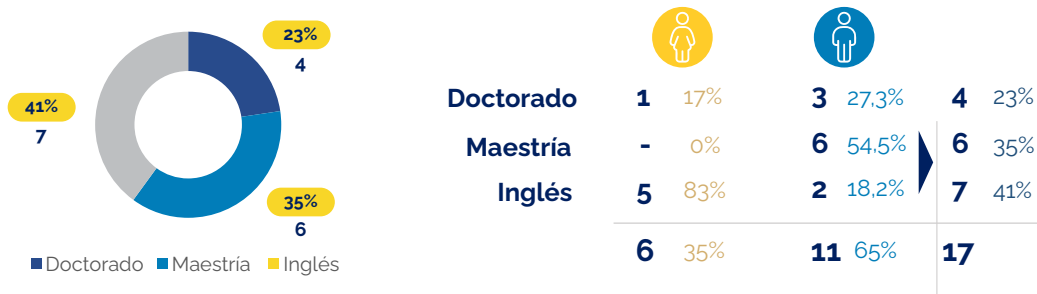 23%
4
41%
7
35%
6
Doctorado Maestría Inglés
Doctorado 1 17% 3 27,3% 4 23%
Maestría - 0% 6 54,5% 6 35%
Inglés 5 83% 2 18,2% 7 41%
6 35% 11 65% 17